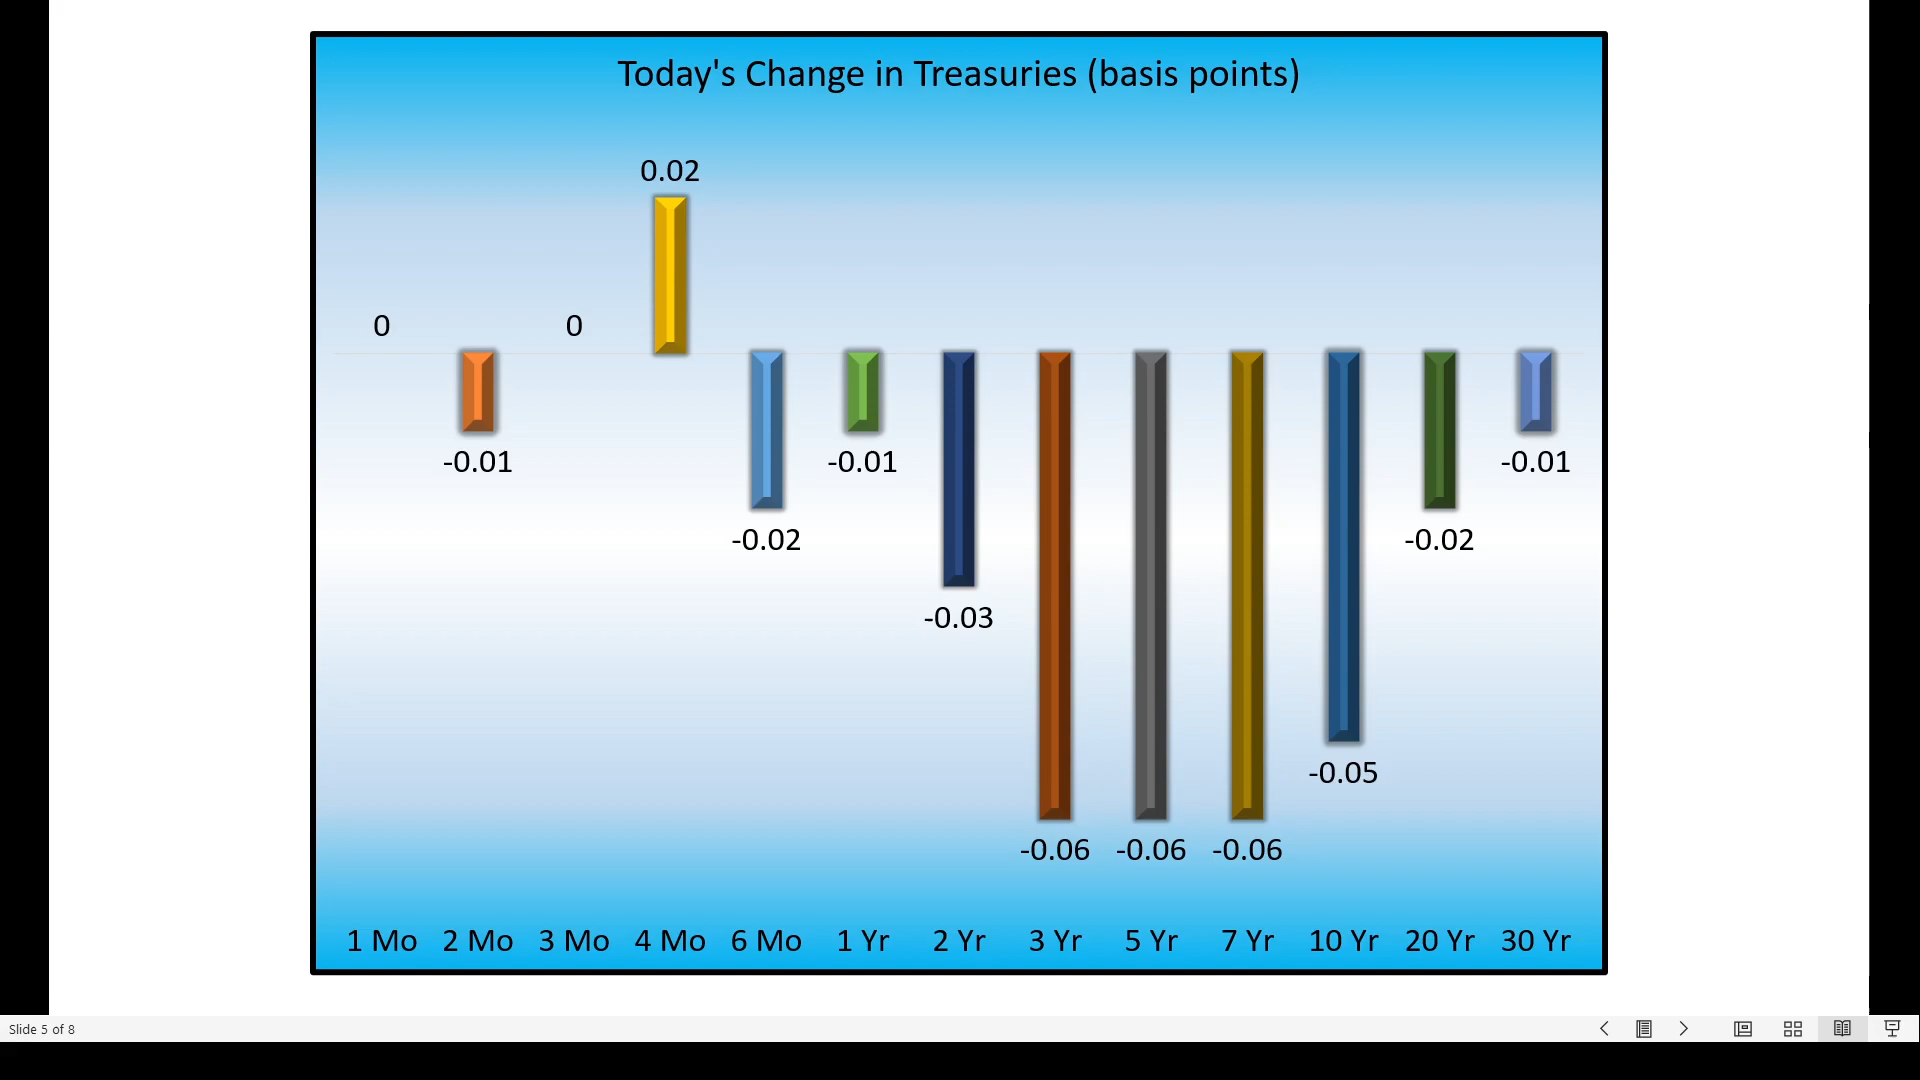 Today's Change in Treasuries (basis points)
0.02
0 0
-0.01 -0.01 -0.01
-0.02 -0.02
-0.03
-0.05
-0.06 -0.06 -0.06
1 Mo 2 Mo 3 Mo 4 Mo 6 Mo 1 Yr 2 Yr 3 Yr 5 Yr 7 Yr 10 Yr 20 Yr 30 Yr
Slide 5 of 8